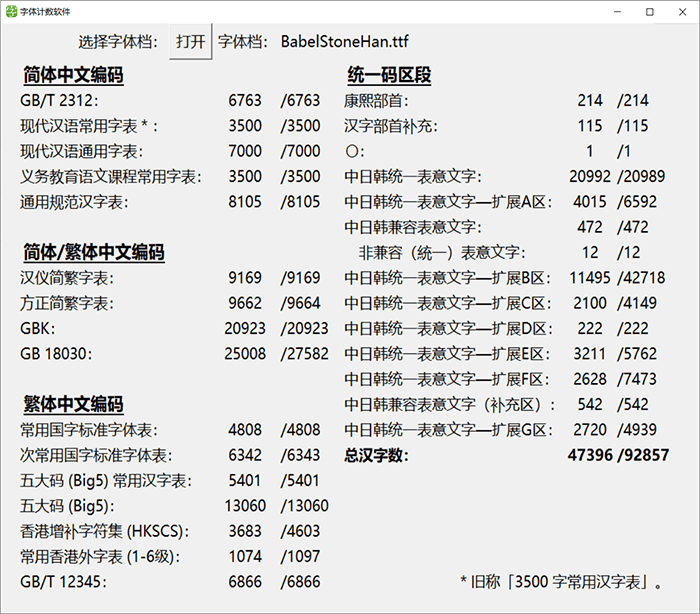 字体计数软件
选择字体档： 打开 字体档： BabelStoneHan.ttf
简体中文编码
GB/T 2312： 6763 /6763
现代汉语常用字表 *： 3500 /3500
现代汉语通用字表： 7000 /7000
义务教育语文课程常用字表： 3500 /3500
通用规范汉字表： 8105 /8105
简体/繁体中文编码
汉仪简繁字表： 9169 /9169
方正简繁字表： 9662 /9664
GBK： 20923 /20923
GB 18030： 25008 /27582
繁体中文编码
常用国字标准字体表： 4808 /4808
次常用国字标准字体表： 6342 /6343
五大码 (Big5) 常用汉字表： 5401 /5401
五大码 (Big5)： 13060 /13060
香港增补字符集 (HKSCS)： 3683 /4603
常用香港外字表 (1-6级)： 1074 /1097
GB/T 12345： 6866 /6866
统一码区段
康熙部首： 214 /214
汉字部首补充： 115 /115
〇： 1 /1
中日韩统一表意文字： 20992 /20989
中日韩统一表意文字—扩展A区： 4015 /6592
中日韩兼容表意文字： 472 /472
非兼容（统一）表意文字： 12 /12
中日韩统一表意文字—扩展B区： 11495 /42718
中日韩统一表意文字—扩展C区： 2100 /4149
中日韩统一表意文字—扩展D区： 222 /222
中日韩统一表意文字—扩展E区： 3211 /5762
中日韩统一表意文字—扩展F区： 2628 /7473
中日韩兼容表意文字（补充区）： 542 /542
中日韩统一表意文字—扩展G区： 2720 /4939
总汉字数： 47396 /92857
* 旧称「3500 字常用汉字表」。